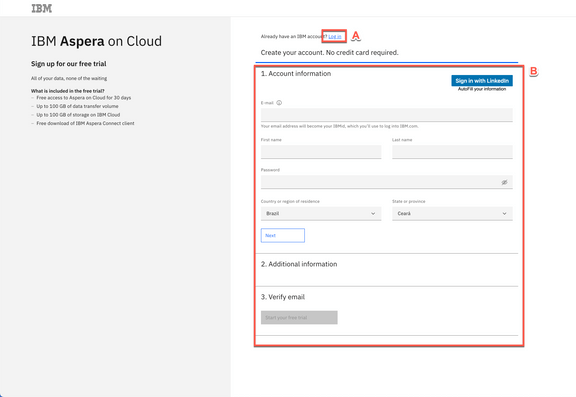 IBM
IBM Aspera on Cloud
Sign up for our free trial
All of your data, none of the waiting
What is included in the free trial?
– Free access to Aspera on Cloud for 30 days
– Up to 100 GB of data transfer volume
– Up to 100 GB of storage on IBM Cloud
– Free download of IBM Aspera Connect client
Already have an IBM account? Log in
A
Create your account. No credit card required.
B
1. Account information
Sign in with LinkedIn
AutoFill your information
E-mail
Your email address will become your IBMid, which you'll use to log into IBM.com.
First name
Last name
Password
Country or region of residence
State or province
Brazil
Ceará
Next
2. Additional information
3. Verify email
Start your free trial